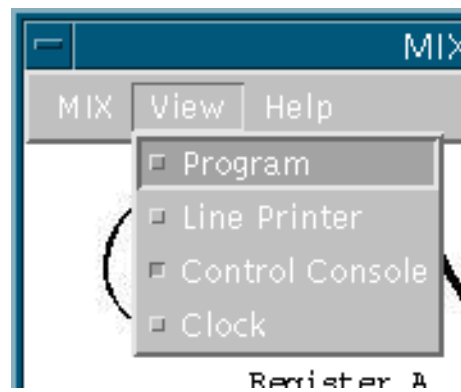 MIX
MIX View Help
Program
Line Printer
Control Console
Clock
Register A